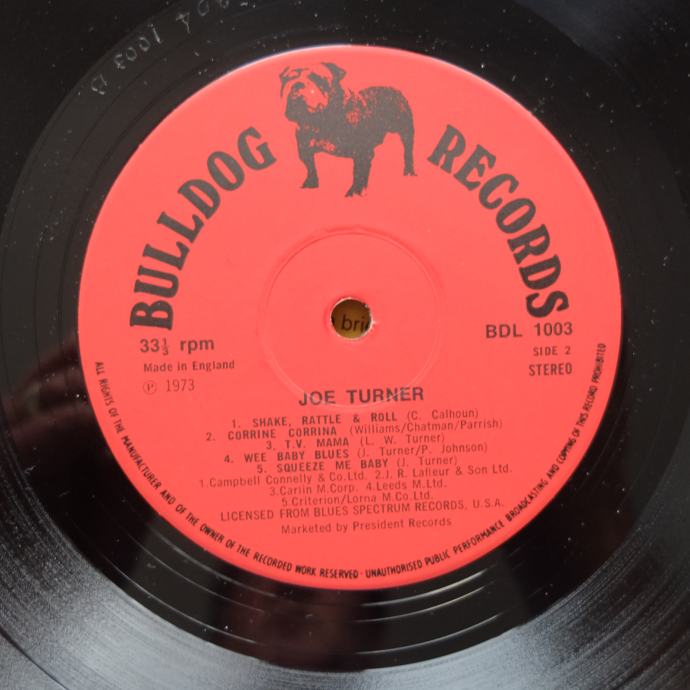 BULLDOG RECORDS
33⅓ rpm
Made in England
℗ 1973
BDL 1003
SIDE 2
STEREO
JOE TURNER
1. SHAKE, RATTLE & ROLL (C. Calhoun)
2. CORRINE CORRINA (Williams/Chatman/Parrish)
3. T.V. MAMA (L. W. Turner)
4. WEE BABY BLUES (J. Turner/P. Johnson)
5. SQUEEZE ME BABY (J. Turner)
1.Campbell Connelly & Co.Ltd. 2.J. R. Lafleur & Son Ltd.
3.Carlin M.Corp. 4.Leeds M.Ltd.
5.Criterion/Lorna M.Co.Ltd.
LICENSED FROM BLUES SPECTRUM RECORDS, U.S.A.
Marketed by President Records
ALL RIGHTS OF THE MANUFACTURER AND OF THE OWNER OF THE RECORDED WORK RESERVED · UNAUTHORISED PUBLIC PERFORMANCE BROADCASTING AND COPYING OF THIS RECORD PROHIBITED